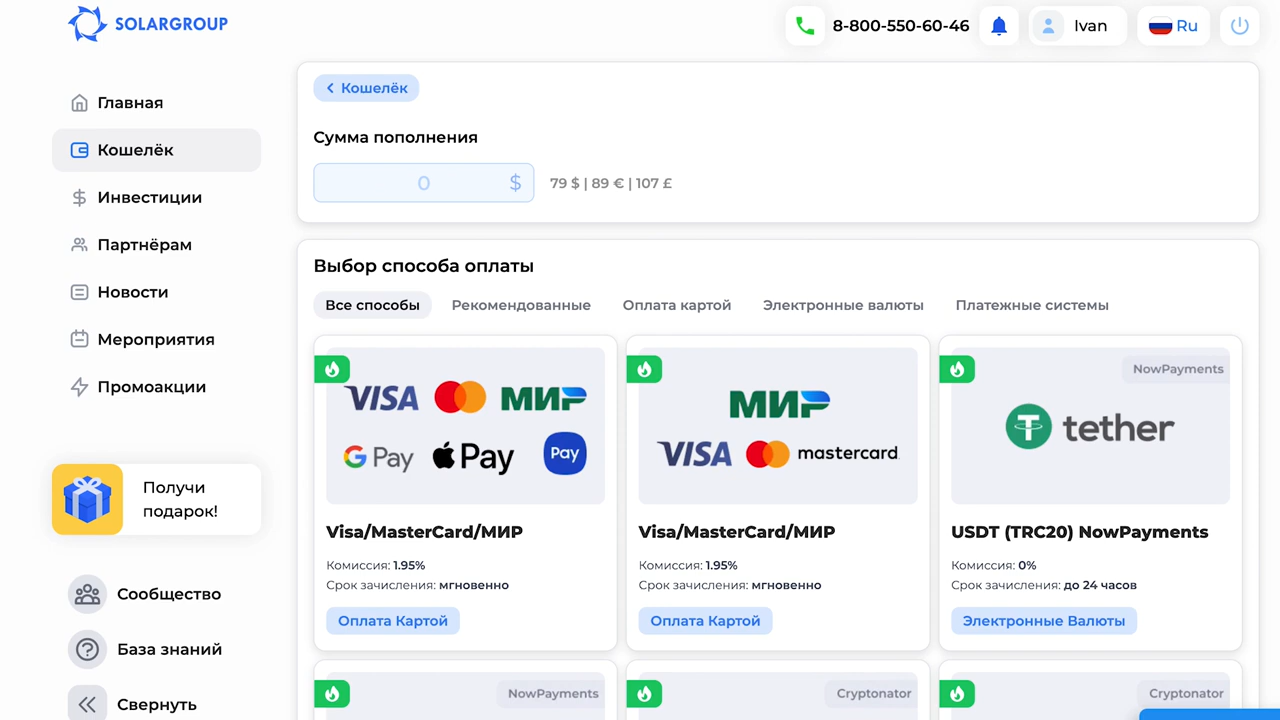 SOLARGROUP
8-800-550-60-46
Ivan
Ru
Главная
Кошелёк
Инвестиции
Партнёрам
Новости
Мероприятия
Промоакции
Получи
подарок!
Сообщество
База знаний
Свернуть
Кошелёк
Сумма пополнения
0 $
79 $ | 89 € | 107 £
Выбор способа оплаты
Все способы Рекомендованные Оплата картой Электронные валюты Платежные системы
VISA МИР
G Pay Pay Pay
Visa/MasterCard/МИР
Комиссия: 1.95%
Срок зачисления: мгновенно
Оплата Картой
МИР
VISA mastercard
Visa/MasterCard/МИР
Комиссия: 1.95%
Срок зачисления: мгновенно
Оплата Картой
NowPayments
tether
USDT (TRC20) NowPayments
Комиссия: 0%
Срок зачисления: до 24 часов
Электронные Валюты
NowPayments
Cryptonator
Cryptonator